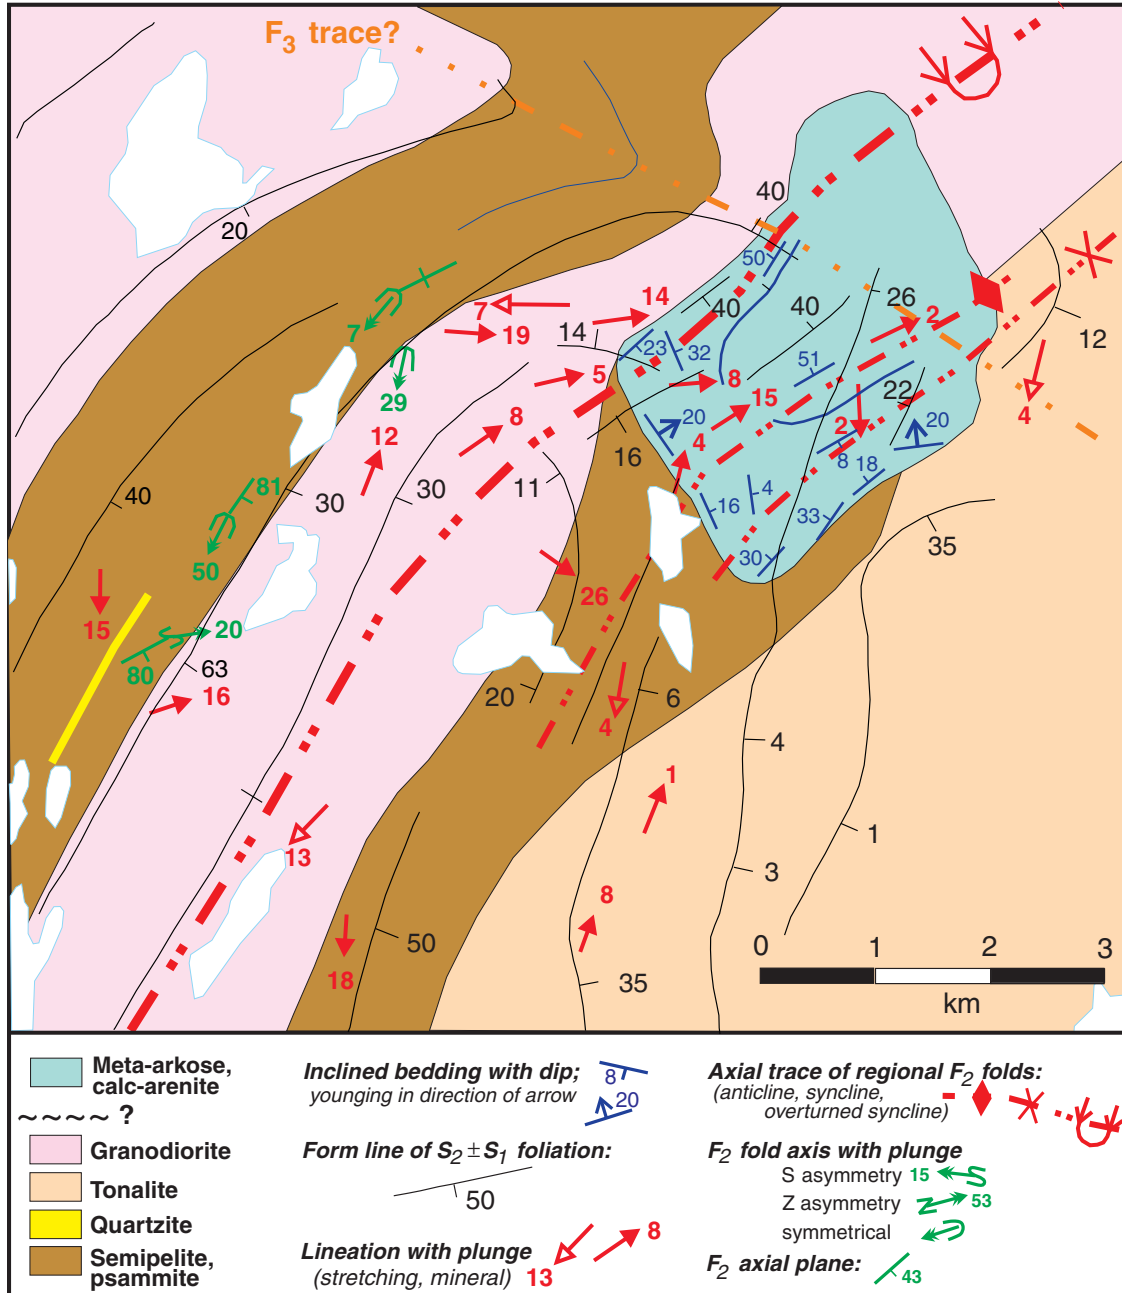 F3 trace?
20
40
50
40
40
26
14
7
19
14
23
32
2
12
7
5
8
51
22
4
29
8
15
20
12
20
4
2
16
8
18
81
30
30
11
16
4
33
35
40
50
30
26
15
20
80
63
16
20
4
6
4
1
13
1
3
8
50
18
35
0 1 2 3
km
Meta-arkose,
calc-arenite
~~~~ ?
Granodiorite
Tonalite
Quartzite
Semipelite,
psammite
Inclined bedding with dip;
younging in direction of arrow
8
20
Form line of S2 ± S1 foliation:
50
Lineation with plunge
(stretching, mineral)
13
8
Axial trace of regional F2 folds:
(anticline, syncline,
overturned syncline)
F2 fold axis with plunge
S asymmetry 15
Z asymmetry 53
symmetrical
F2 axial plane:
43